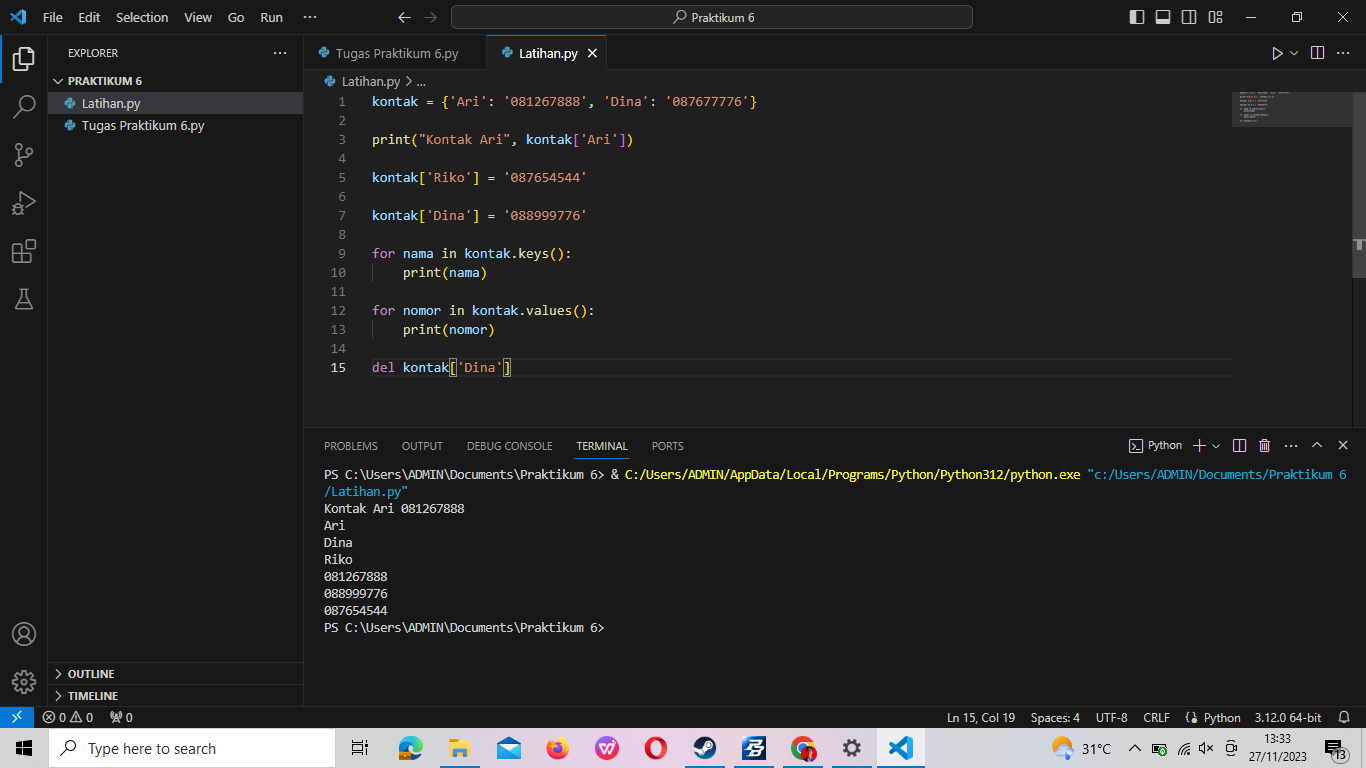 File Edit Selection View Go Run ···
Praktikum 6
EXPLORER ···
PRAKTIKUM 6
Latihan.py
Tugas Praktikum 6.py
OUTLINE
TIMELINE
Tugas Praktikum 6.py Latihan.py
Latihan.py > ...
1 kontak = {'Ari': '081267888', 'Dina': '087677776'}
2
3 print("Kontak Ari", kontak['Ari'])
4
5 kontak['Riko'] = '087654544'
6
7 kontak['Dina'] = '088999776'
8
9 for nama in kontak.keys():
10 print(nama)
11
12 for nomor in kontak.values():
13 print(nomor)
14
15 del kontak['Dina']
PROBLEMS OUTPUT DEBUG CONSOLE TERMINAL PORTS Python
PS C:\Users\ADMIN\Documents\Praktikum 6> & C:/Users/ADMIN/AppData/Local/Programs/Python/Python312/python.exe "c:/Users/ADMIN/Documents/Praktikum 6
/Latihan.py"
Kontak Ari 081267888
Ari
Dina
Riko
081267888
088999776
087654544
PS C:\Users\ADMIN\Documents\Praktikum 6>
0 0 0 Ln 15, Col 19 Spaces: 4 UTF-8 CRLF Python 3.12.0 64-bit
Type here to search
31°C
13:33
27/11/2023
13